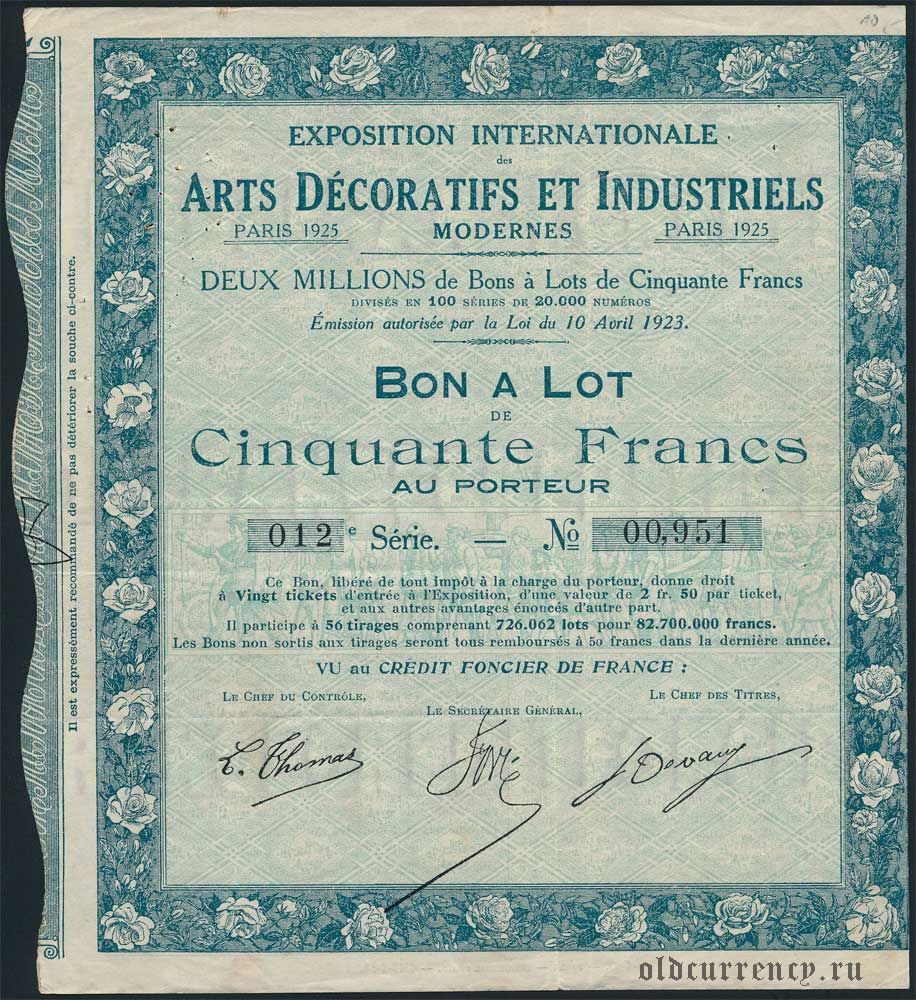 10
EXPOSITION INTERNATIONALE
des
ARTS DÉCORATIFS ET INDUSTRIELS
PARIS 1925 MODERNES PARIS 1925
DEUX MILLIONS de Bons à Lots de Cinquante Francs
DIVISÉS EN 100 SÉRIES DE 20.000 NUMÉROS
Émission autorisée par la Loi du 10 Avril 1923.
BON A LOT
DE
Cinquante Francs
AU PORTEUR
012e Série. — No 00,951
Ce Bon, libéré de tout impôt à la charge du porteur, donne droit
à Vingt tickets d'entrée à l'Exposition, d'une valeur de 2 fr. 50 par ticket,
et aux autres avantages énoncés d'autre part.
Il participe à 56 tirages comprenant 726.062 lots pour 82.700.000 francs.
Les Bons non sortis aux tirages seront tous remboursés à 50 francs dans la dernière année.
VU au CRÉDIT FONCIER DE FRANCE :
LE CHEF DU CONTRÔLE,
LE SECRÉTAIRE GÉNÉRAL,
LE CHEF DES TITRES,
L. Thomas
J Devaux
Il est expressément recommandé de ne pas détériorer la souche ci-contre.
oldcurrency.ru